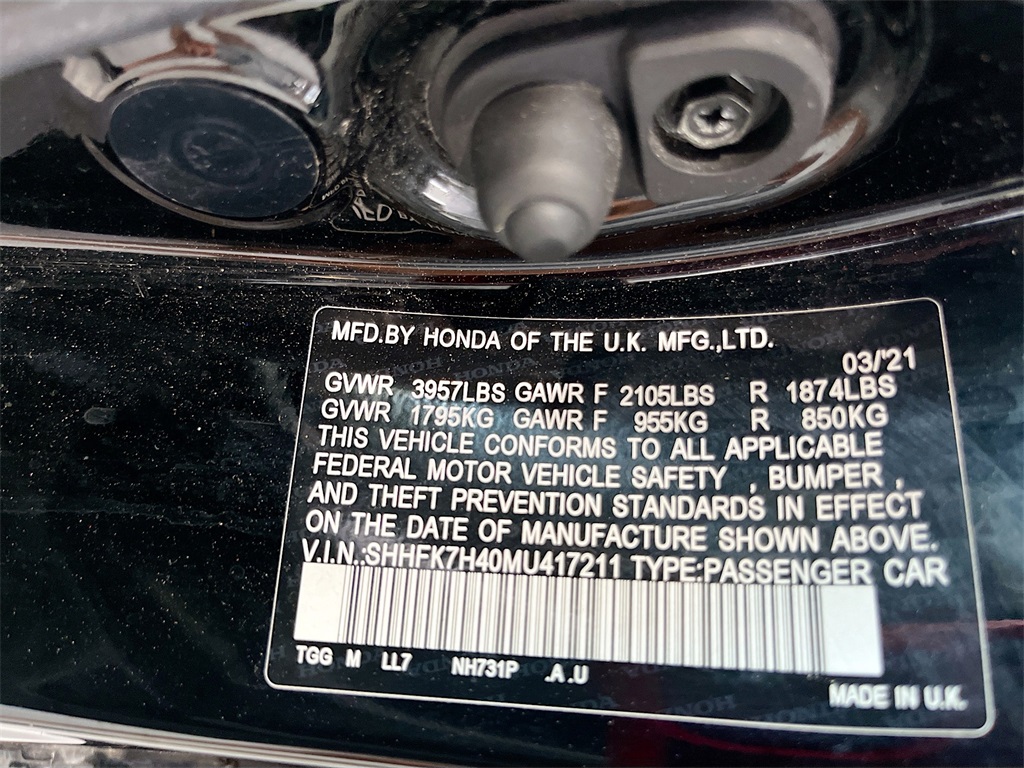 MFD.BY HONDA OF THE U.K. MFG.,LTD.
03/'21
GVWR 3957LBS GAWR F 2105LBS R 1874LBS
GVWR 1795KG GAWR F 955KG R 850KG
THIS VEHICLE CONFORMS TO ALL APPLICABLE
FEDERAL MOTOR VEHICLE SAFETY , BUMPER ,
AND THEFT PREVENTION STANDARDS IN EFFECT
ON THE DATE OF MANUFACTURE SHOWN ABOVE.
V.I.N.:SHHFK7H40MU417211 TYPE:PASSENGER CAR
TGG M LL7 NH731P .A .U
MADE IN U.K.